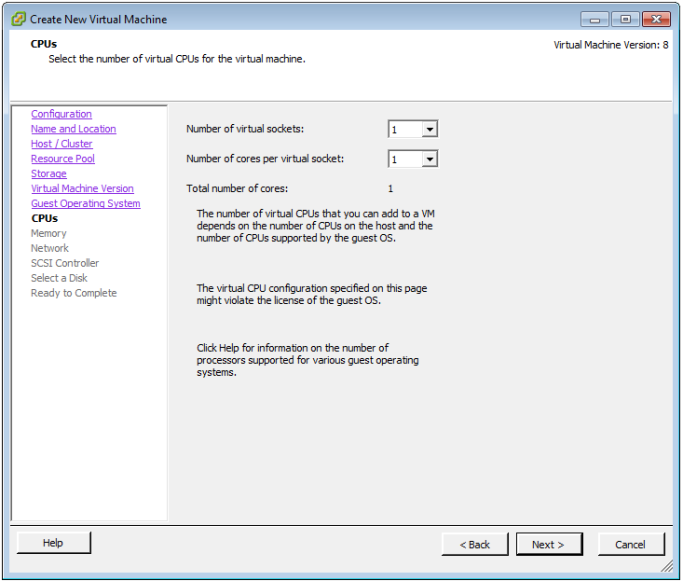 Create New Virtual Machine
CPUs
Virtual Machine Version: 8
Select the number of virtual CPUs for the virtual machine.
Configuration
Name and Location
Host / Cluster
Resource Pool
Storage
Virtual Machine Version
Guest Operating System
CPUs
Memory
Network
SCSI Controller
Select a Disk
Ready to Complete
Number of virtual sockets: 1
Number of cores per virtual socket: 1
Total number of cores: 1
The number of virtual CPUs that you can add to a VM
depends on the number of CPUs on the host and the
number of CPUs supported by the guest OS.
The virtual CPU configuration specified on this page
might violate the license of the guest OS.
Click Help for information on the number of
processors supported for various guest operating
systems.
Help
< Back
Next >
Cancel